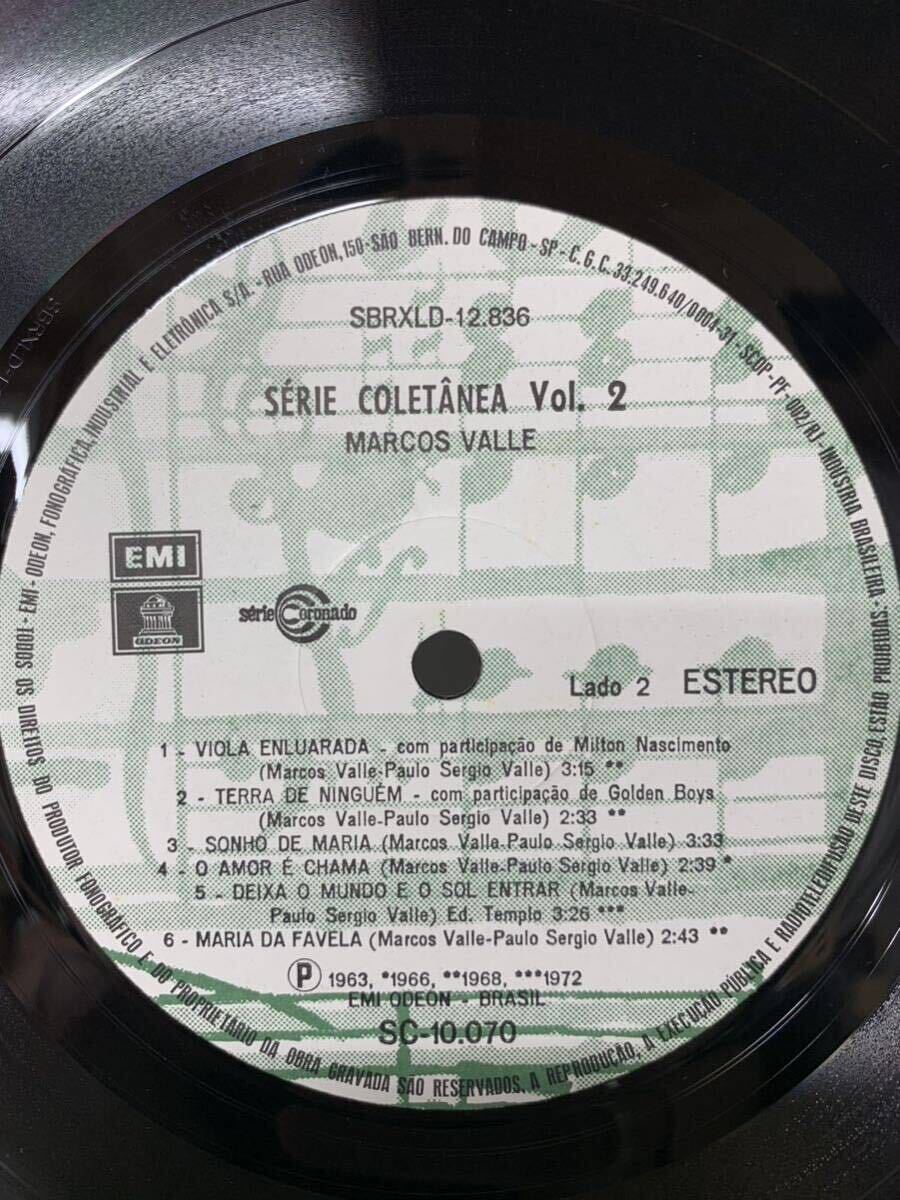 TODOS OS DIREITOS DO PRODUTOR FONOGRÁFICO E DO PROPRIETÁRIO DA OBRA GRAVADA SÃO RESERVADOS. A REPRODUÇÃO, A EXECUÇÃO PÚBLICA E RADIOTELEDIFUSÃO DESTE DISCO, ESTÃO PROIBIDAS - EMI-ODEON, FONOGRÁFICA, INDUSTRIAL E ELETRÔNICA S/A. - RUA ODEON, 150 - SÃO BERN. DO CAMPO - SP - C.G.C. 33.249.640/0004-31 - SCDP-PF-002/RJ - INDÚSTRIA BRASILEIRA -
SBRXLD-12.836
SÉRIE COLETÂNEA Vol. 2
MARCOS VALLE
EMI
ODEON
série Coronado
Lado 2 ESTEREO
1 - VIOLA ENLUARADA - com participação de Milton Nascimento
(Marcos Valle-Paulo Sergio Valle) 3:15 **
2 - TERRA DE NINGUÉM - com participação de Golden Boys
(Marcos Valle-Paulo Sergio Valle) 2:33 **
3 - SONHO DE MARIA (Marcos Valle-Paulo Sergio Valle) 3:33
4 - O AMOR É CHAMA (Marcos Valle-Paulo Sergio Valle) 2:39 *
5 - DEIXA O MUNDO E O SOL ENTRAR (Marcos Valle-
Paulo Sergio Valle) Ed. Templo 3:26 ***
6 - MARIA DA FAVELA (Marcos Valle-Paulo Sergio Valle) 2:43 **
Ⓟ 1963, *1966, **1968, ***1972
EMI ODEON - BRASIL
SC-10.070